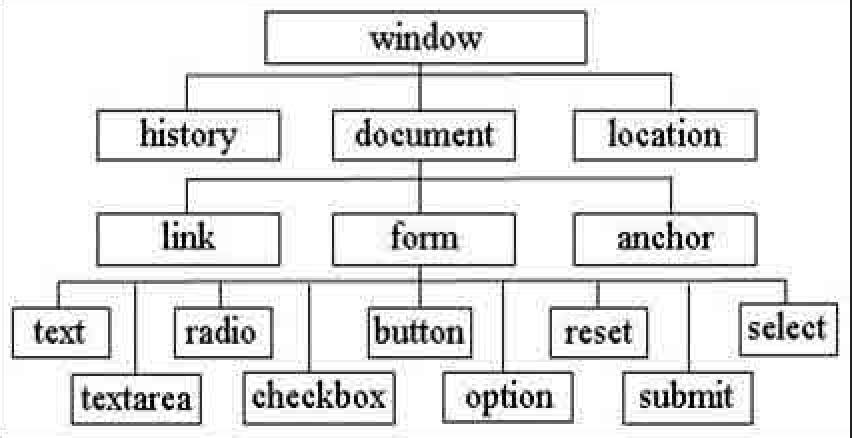 window
history document location
link form anchor
text radio button reset select
textarea checkbox option submit